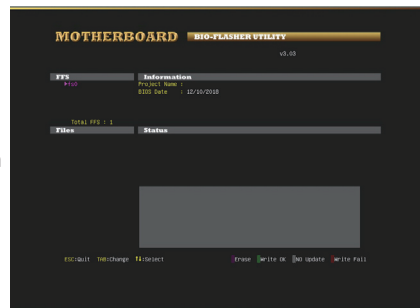 MOTHERBOARD BIO-FLASHER UTILITY
v3.03
FFS Information
▶fs0 Project Name :
BIOS Date : 12/10/2018
Total FFS : 1
Files Status
ESC:Quit TAB:Change ↑↓:Select Erase Write OK NO Update Write Fail